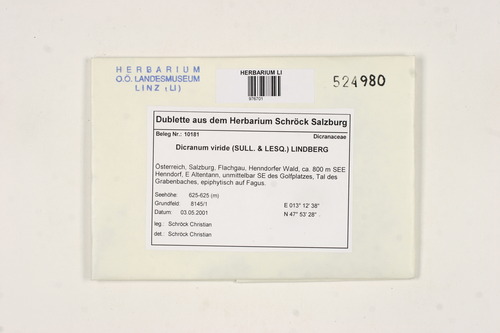 HERBARIUM
O.Ö. LANDESMUSEUM
LINZ (LI)
HERBARIUM LI
976701
524980
Dublette aus dem Herbarium Schröck Salzburg
Beleg Nr.: 10181 Dicranaceae
Dicranum viride (SULL. & LESQ.) LINDBERG
Österreich, Salzburg, Flachgau, Henndorfer Wald, ca. 800 m SEE
Henndorf, E Altentann, unmittelbar SE des Golfplatzes, Tal des
Grabenbaches, epiphytisch auf Fagus.
Seehöhe 625-625 (m)
Grundfeld: 8145/1 E 013° 12' 38"
Datum: 03.05.2001 N 47° 53' 28"
leg.: Schröck Christian
det.: Schröck Christian